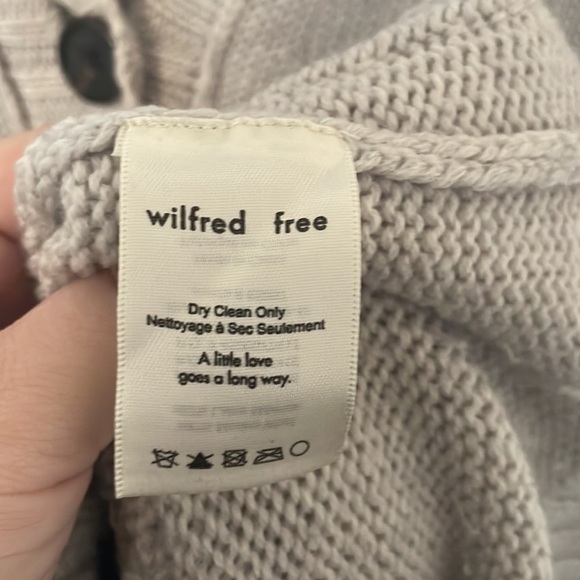 wilfred free
Dry Clean Only
Nettoyage à Sec Seulement
A little love
goes a long way.